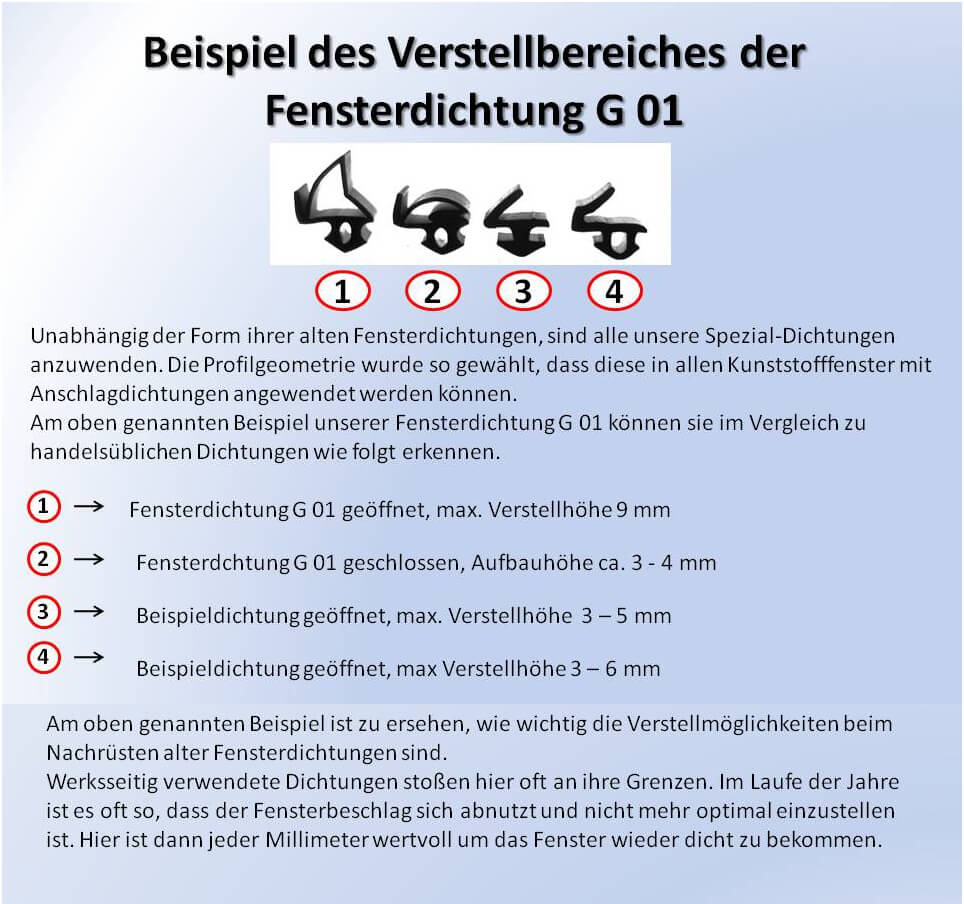 Beispiel des Verstellbereiches der
Fensterdichtung G 01
1 2 3 4
Unabhängig der Form ihrer alten Fensterdichtungen, sind alle unsere Spezial-Dichtungen
anzuwenden. Die Profilgeometrie wurde so gewählt, dass diese in allen Kunststofffenster mit
Anschlagdichtungen angewendet werden können.
Am oben genannten Beispiel unserer Fensterdichtung G 01 können sie im Vergleich zu
handelsüblichen Dichtungen wie folgt erkennen.
1 → Fensterdichtung G 01 geöffnet, max. Verstellhöhe 9 mm
2 → Fensterdchtung G 01 geschlossen, Aufbauhöhe ca. 3 - 4 mm
3 → Beispieldichtung geöffnet, max. Verstellhöhe 3 – 5 mm
4 → Beispieldichtung geöffnet, max Verstellhöhe 3 – 6 mm
Am oben genannten Beispiel ist zu ersehen, wie wichtig die Verstellmöglichkeiten beim
Nachrüsten alter Fensterdichtungen sind.
Werksseitig verwendete Dichtungen stoßen hier oft an ihre Grenzen. Im Laufe der Jahre
ist es oft so, dass der Fensterbeschlag sich abnutzt und nicht mehr optimal einzustellen
ist. Hier ist dann jeder Millimeter wertvoll um das Fenster wieder dicht zu bekommen.